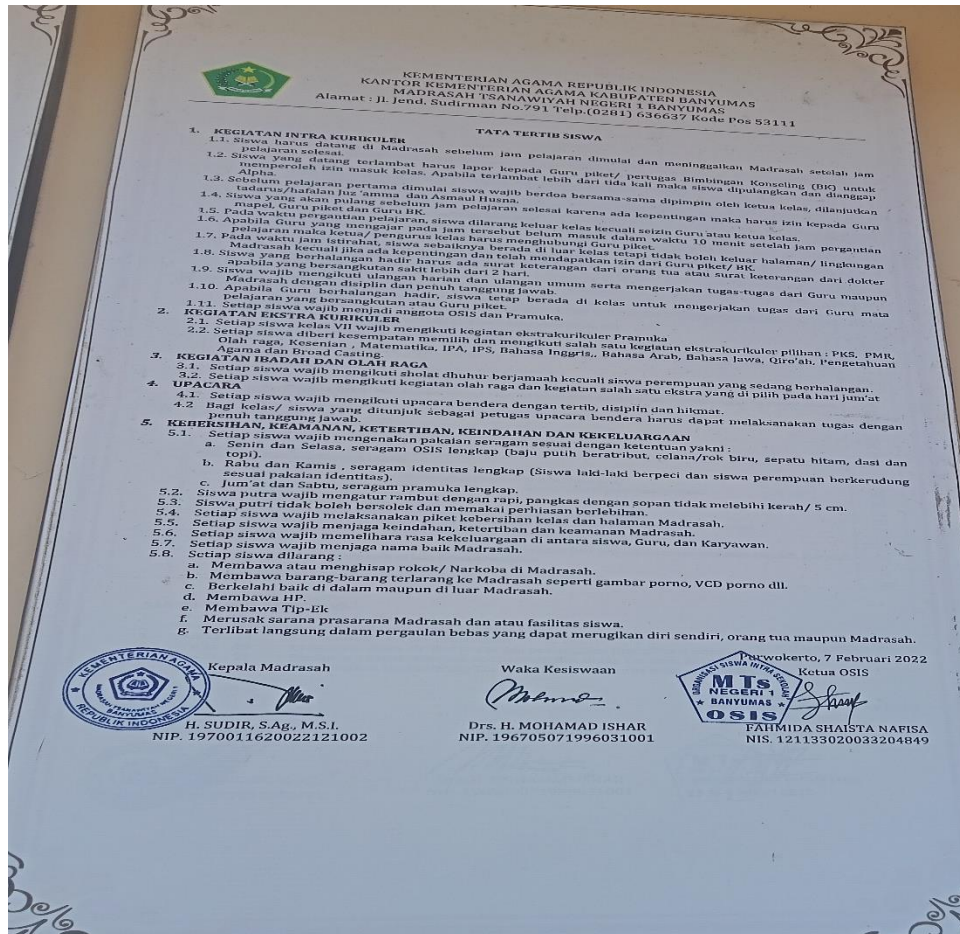 KEMENTERIAN AGAMA REPUBLIK INDONESIA
KANTOR KEMENTERIAN AGAMA KABUPATEN BANYUMAS
MADRASAH TSANAWIYAH NEGERI 1 BANYUMAS
Alamat : Jl. Jend, Sudirman No.791 Telp.(0281) 636637 Kode Pos 53111
TATA TERTIB SISWA
1. KEGIATAN INTRA KURIKULER
1.1. Siswa harus datang di Madrasah sebelum jam pelajaran dimulai dan meninggalkan Madrasah setelah jam
pelajaran selesai.
1.2. Siswa yang datang terlambat harus lapor kepada Guru piket/ pertugas Bimbingan Konseling (BK) untuk
memperoleh izin masuk kelas. Apabila terlambat lebih dari tida kali maka siswa dipulangkan dan dianggap
Alpha.
1.3. Sebelum pelajaran pertama dimulai siswa wajib berdoa bersama-sama dipimpin oleh ketua kelas, dilanjutkan
tadarus/hafalan Juz 'amma dan Asmaul Husna.
1.4. Siswa yang akan pulang sebelum jam pelajaran selesai karena ada kepentingan maka harus izin kepada Guru
mapel, Guru piket dan Guru BK.
1.5. Pada waktu pergantian pelajaran, siswa dilarang keluar kelas kecuali seizin Guru atau ketua kelas.
1.6. Apabila Guru yang mengajar pada jam tersebut belum masuk dalam waktu 10 menit setelah jam pergantian
pelajaran maka ketua/ pengurus kelas harus menghubungi Guru piket.
1.7. Pada waktu jam istirahat, siswa sebaiknya berada di luar kelas tetapi tidak boleh keluar halaman/ lingkungan
Madrasah kecuali jika ada kepentingan dan telah mendapatkan izin dari Guru piket/ BK.
1.8. Siswa yang berhalangan hadir harus ada surat keterangan dari orang tua atau surat keterangan dari dokter
apabila yang bersangkutan sakit lebih dari 2 hari.
1.9. Siswa wajib mengikuti ulangan harian dan ulangan umum serta mengerjakan tugas-tugas dari Guru maupun
Madrasah dengan disiplin dan penuh tanggung jawab.
1.10. Apabila Guru berhalangan hadir, siswa tetap berada di kelas untuk mengerjakan tugas dari Guru mata
pelajaran yang bersangkutan atau Guru piket.
1.11. Setiap siswa wajib menjadi anggota OSIS dan Pramuka.
2. KEGIATAN EKSTRA KURIKULER
2.1. Setiap siswa kelas VII wajib mengikuti kegiatan ekstrakurikuler Pramuka
2.2. Setiap siswa diberi kesempatan memilih dan mengikuti salah satu kegiatan ekstrakurikuler pilihan : PKS, PMR,
Olah raga, Kesenian , Matematika, IPA, IPS, Bahasa Inggris,. Bahasa Arab, Bahasa Jawa, Qiro'ah, Pengetahuan
Agama dan Broad Casting.
3. KEGIATAN IBADAH DAN OLAH RAGA
3.1. Setiap siswa wajib mengikuti sholat dhuhur berjamaah kecuali siswa perempuan yang sedang berhalangan.
3.2. Setiap siswa wajib mengikuti kegiatan olah raga dan kegiatan salah satu ekstra yang di pilih pada hari jum'at
4. UPACARA
4.1. Setiap siswa wajib mengikuti upacara bendera dengan tertib, disiplin dan hikmat.
4.2 Bagi kelas/ siswa yang ditunjuk sebagai petugas upacara bendera harus dapat melaksanakan tugas dengan
penuh tanggung jawab.
5. KEBERSIHAN, KEAMANAN, KETERTIBAN, KEINDAHAN DAN KEKELUARGAAN
5.1. Setiap siswa wajib mengenakan pakaian seragam sesuai dengan ketentuan yakni :
a. Senin dan Selasa, seragam OSIS lengkap (baju putih beratribut, celana/rok biru, sepatu hitam, dasi dan
topi).
b. Rabu dan Kamis , seragam identitas lengkap (Siswa laki-laki berpeci dan siswa perempuan berkerudung
sesuai pakaian identitas).
c. Jum'at dan Sabtu, seragam pramuka lengkap.
5.2. Siswa putra wajib mengatur rambut dengan rapi, pangkas dengan sopan tidak melebihi kerah/ 5 cm.
5.3. Siswa putri tidak boleh bersolek dan memakai perhiasan berlebihan.
5.4. Setiap siswa wajib melaksanakan piket kebersihan kelas dan halaman Madrasah.
5.5. Setiap siswa wajib menjaga keindahan, ketertiban dan keamanan Madrasah.
5.6. Setiap siswa wajib memelihara rasa kekeluargaan di antara siswa, Guru, dan Karyawan.
5.7. Setiap siswa wajib menjaga nama baik Madrasah.
5.8. Setiap siswa dilarang :
a. Membawa atau menghisap rokok/ Narkoba di Madrasah.
b. Membawa barang-barang terlarang ke Madrasah seperti gambar porno, VCD porno dll.
c. Berkelahi baik di dalam maupun di luar Madrasah.
d. Membawa HP.
e. Membawa Tip-Ek
f. Merusak sarana prasarana Madrasah dan atau fasilitas siswa.
g. Terlibat langsung dalam pergaulan bebas yang dapat merugikan diri sendiri, orang tua maupun Madrasah.
Purwokerto, 7 Februari 2022
Kepala Madrasah
Waka Kesiswaan
Ketua OSIS
KEMENTERIAN AGAMA
REPUBLIK INDONESIA
BANYUMAS
ORGANISASI SISWA INTRA SEKOLAH
MTs
NEGERI 1
BANYUMAS
OSIS
H. SUDIR, S.Ag., M.S.I.
NIP. 1970011620022121002
Drs. H. MOHAMAD ISHAR
NIP. 196705071996031001
FAHMIDA SHAISTA NAFISA
NIS. 121133020033204849